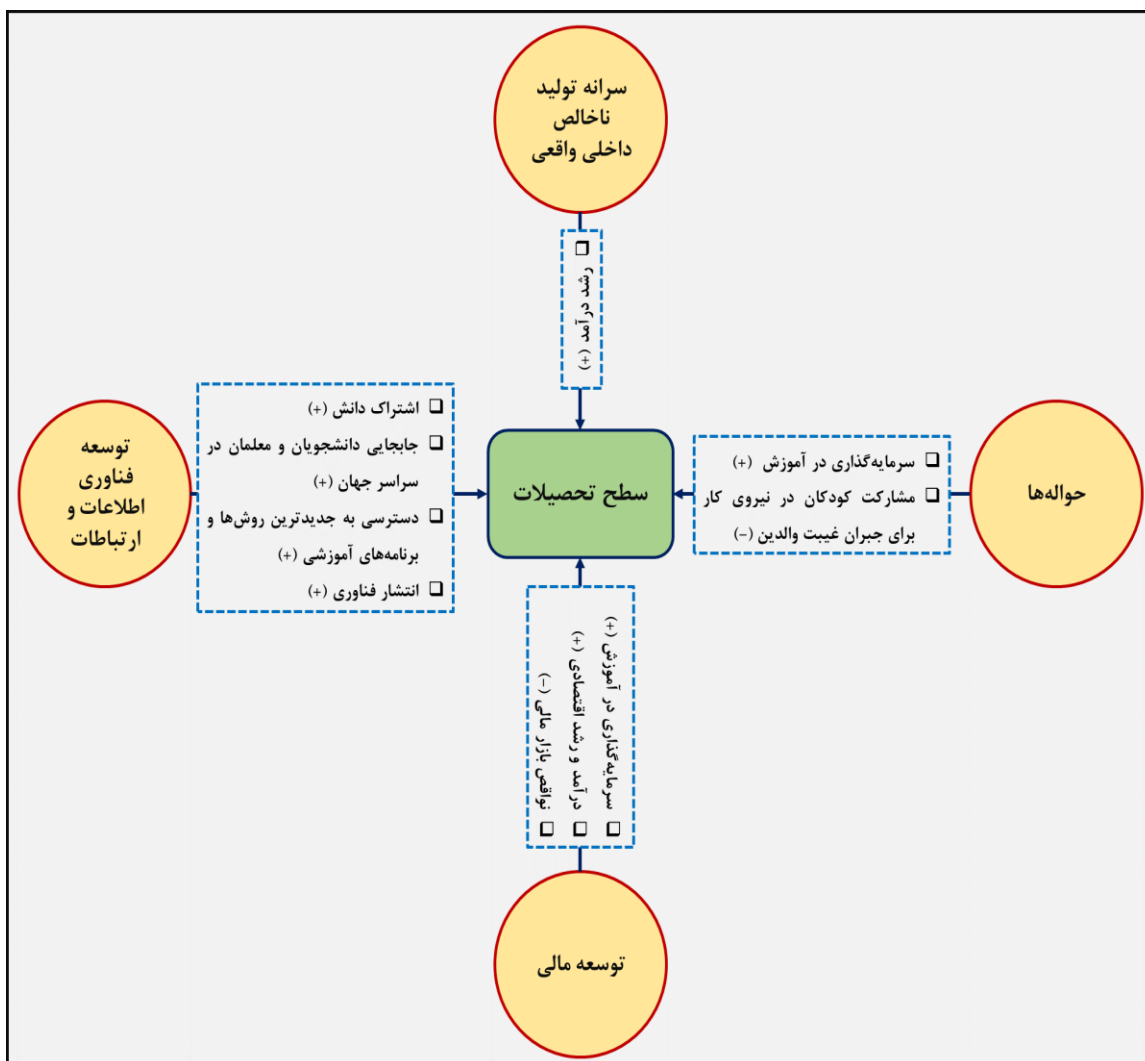 سرانه تولید
ناخالص
داخلی واقعی
❑ رشد درآمد (+)
توسعه
فناوری
اطلاعات و
ارتباطات
❑ اشتراک دانش (+)
❑ جابجایی دانشجویان و معلمان در
سراسر جهان (+)
❑ دسترسی به جدیدترین روش‌ها و
برنامه‌های آموزشی (+)
❑ انتشار فناوری (+)
سطح تحصیلات
❑ سرمایه‌گذاری در آموزش (+)
❑ مشارکت کودکان در نیروی کار
برای جبران غیبت والدین (–)
حواله‌ها
❑ سرمایه‌گذاری در آموزش (+)
❑ درآمد و رشد اقتصادی (+)
❑ نواقص بازار مالی (–)
توسعه مالی